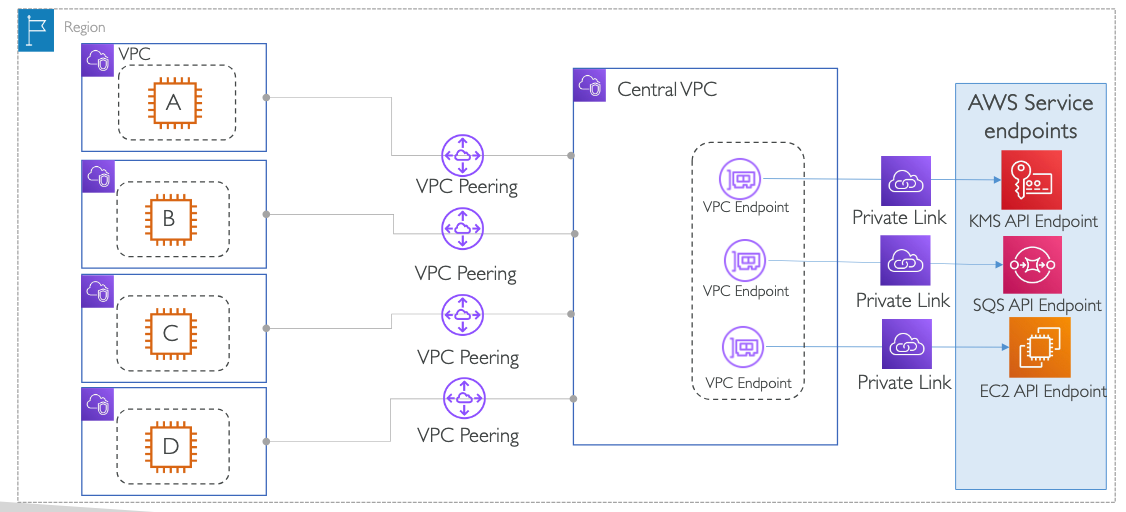 Region
VPC
A
B
C
D
VPC Peering
VPC Peering
VPC Peering
VPC Peering
Central VPC
VPC Endpoint
VPC Endpoint
VPC Endpoint
Private Link
Private Link
Private Link
AWS Service
endpoints
KMS API Endpoint
SQS API Endpoint
EC2 API Endpoint